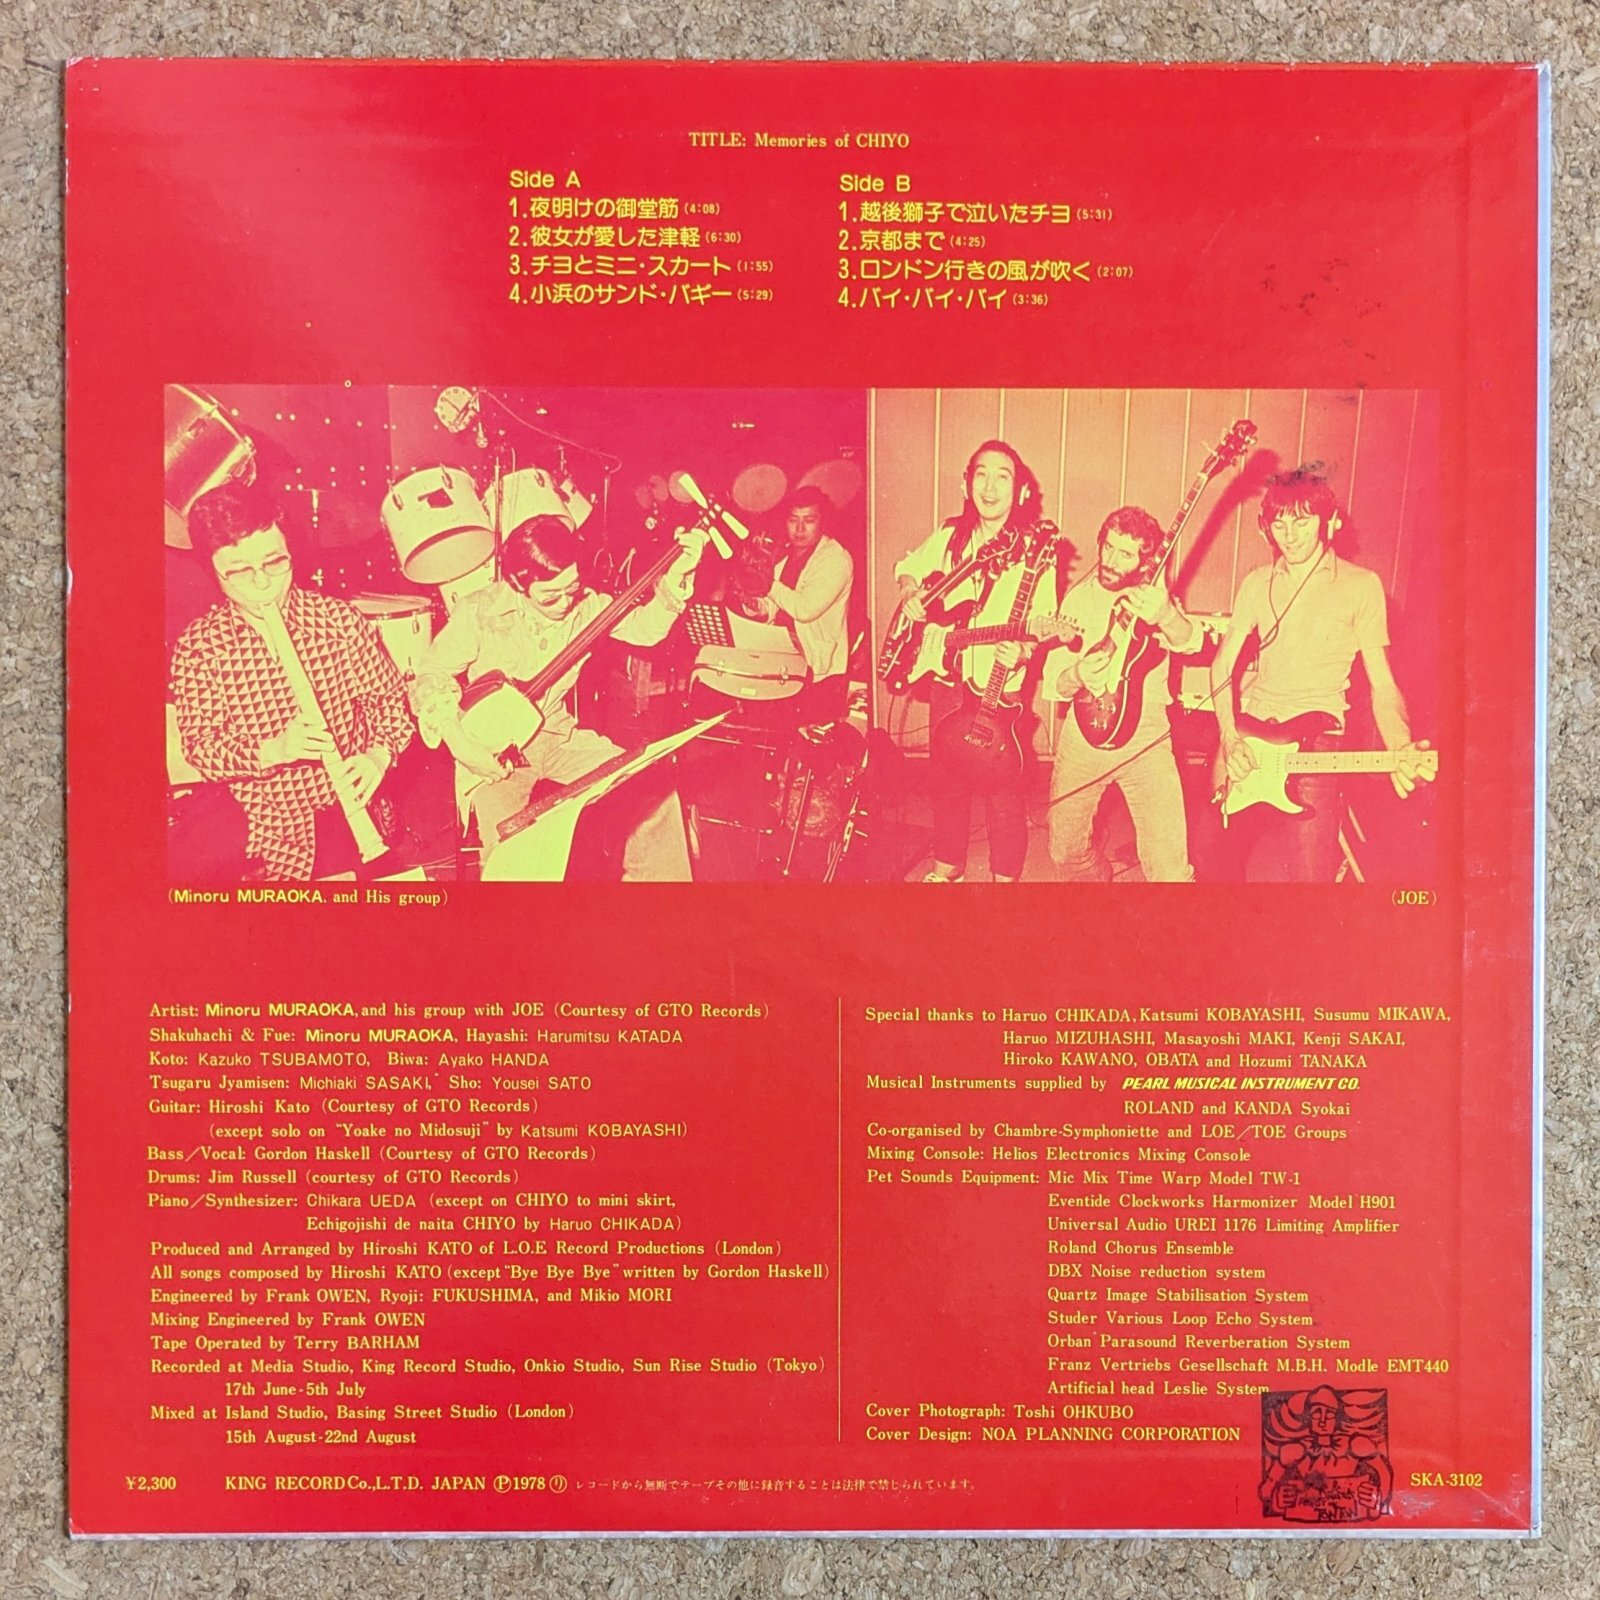 TITLE: Memories of CHIYO
Side A
1.夜明けの御堂筋(4:08)
2.彼女が愛した津軽(6:30)
3.チヨとミニ・スカート(1:55)
4.小浜のサンド・バギー(5:29)
Side B
1.越後獅子で泣いたチヨ(5:31)
2.京都まで(4:25)
3.ロンドン行きの風が吹く(2:07)
4.バイ・バイ・バイ(3:36)
(Minoru MURAOKA. and His group)
(JOE)
Artist: Minoru MURAOKA, and his group with JOE (Courtesy of GTO Records)
Shakuhachi & Fue: Minoru MURAOKA, Hayashi: Harumitsu KATADA
Koto: Kazuko TSUBAMOTO, Biwa: Ayako HANDA
Tsugaru Jyamisen: Michiaki SASAKI, Sho: Yousei SATO
Guitar: Hiroshi Kato (Courtesy of GTO Records)
(except solo on "Yoake no Midosuji" by Katsumi KOBAYASHI)
Bass/Vocal: Gordon Haskell (Courtesy of GTO Records)
Drums: Jim Russell (courtesy of GTO Records)
Piano/Synthesizer: Chikara UEDA (except on CHIYO to mini skirt,
Echigojishi de naita CHIYO by Haruo CHIKADA)
Produced and Arranged by Hiroshi KATO of L.O.E Record Productions (London)
All songs composed by Hiroshi KATO (except "Bye Bye Bye" written by Gordon Haskell)
Engineered by Frank OWEN, Ryoji: FUKUSHIMA, and Mikio MORI
Mixing Engineered by Frank OWEN
Tape Operated by Terry BARHAM
Recorded at Media Studio, King Record Studio, Onkio Studio, Sun Rise Studio (Tokyo)
17th June-5th July
Mixed at Island Studio, Basing Street Studio (London)
15th August-22nd August
Special thanks to Haruo CHIKADA, Katsumi KOBAYASHI, Susumu MIKAWA,
Haruo MIZUHASHI, Masayoshi MAKI, Kenji SAKAI,
Hiroko KAWANO, OBATA and Hozumi TANAKA
Musical Instruments supplied by PEARL MUSICAL INSTRUMENT CO.
ROLAND and KANDA Syokai
Co-organised by Chambre-Symphoniette and LOE/TOE Groups
Mixing Console: Helios Electronics Mixing Console
Pet Sounds Equipment: Mic Mix Time Warp Model TW-1
Eventide Clockworks Harmonizer Model H901
Universal Audio UREI 1176 Limiting Amplifier
Roland Chorus Ensemble
DBX Noise reduction system
Quartz Image Stabilisation System
Studer Various Loop Echo System
Orban Parasound Reverberation System
Franz Vertriebs Gesellschaft M.B.H. Modle EMT440
Artificial head Leslie System
Cover Photograph: Toshi OHKUBO
Cover Design: NOA PLANNING CORPORATION
¥2,300 KING RECORD Co.,L.T.D. JAPAN Ⓟ1978 ㋷ レコードから無断でテープその他に録音することは法律で禁じられています。
TONTON
SKA-3102